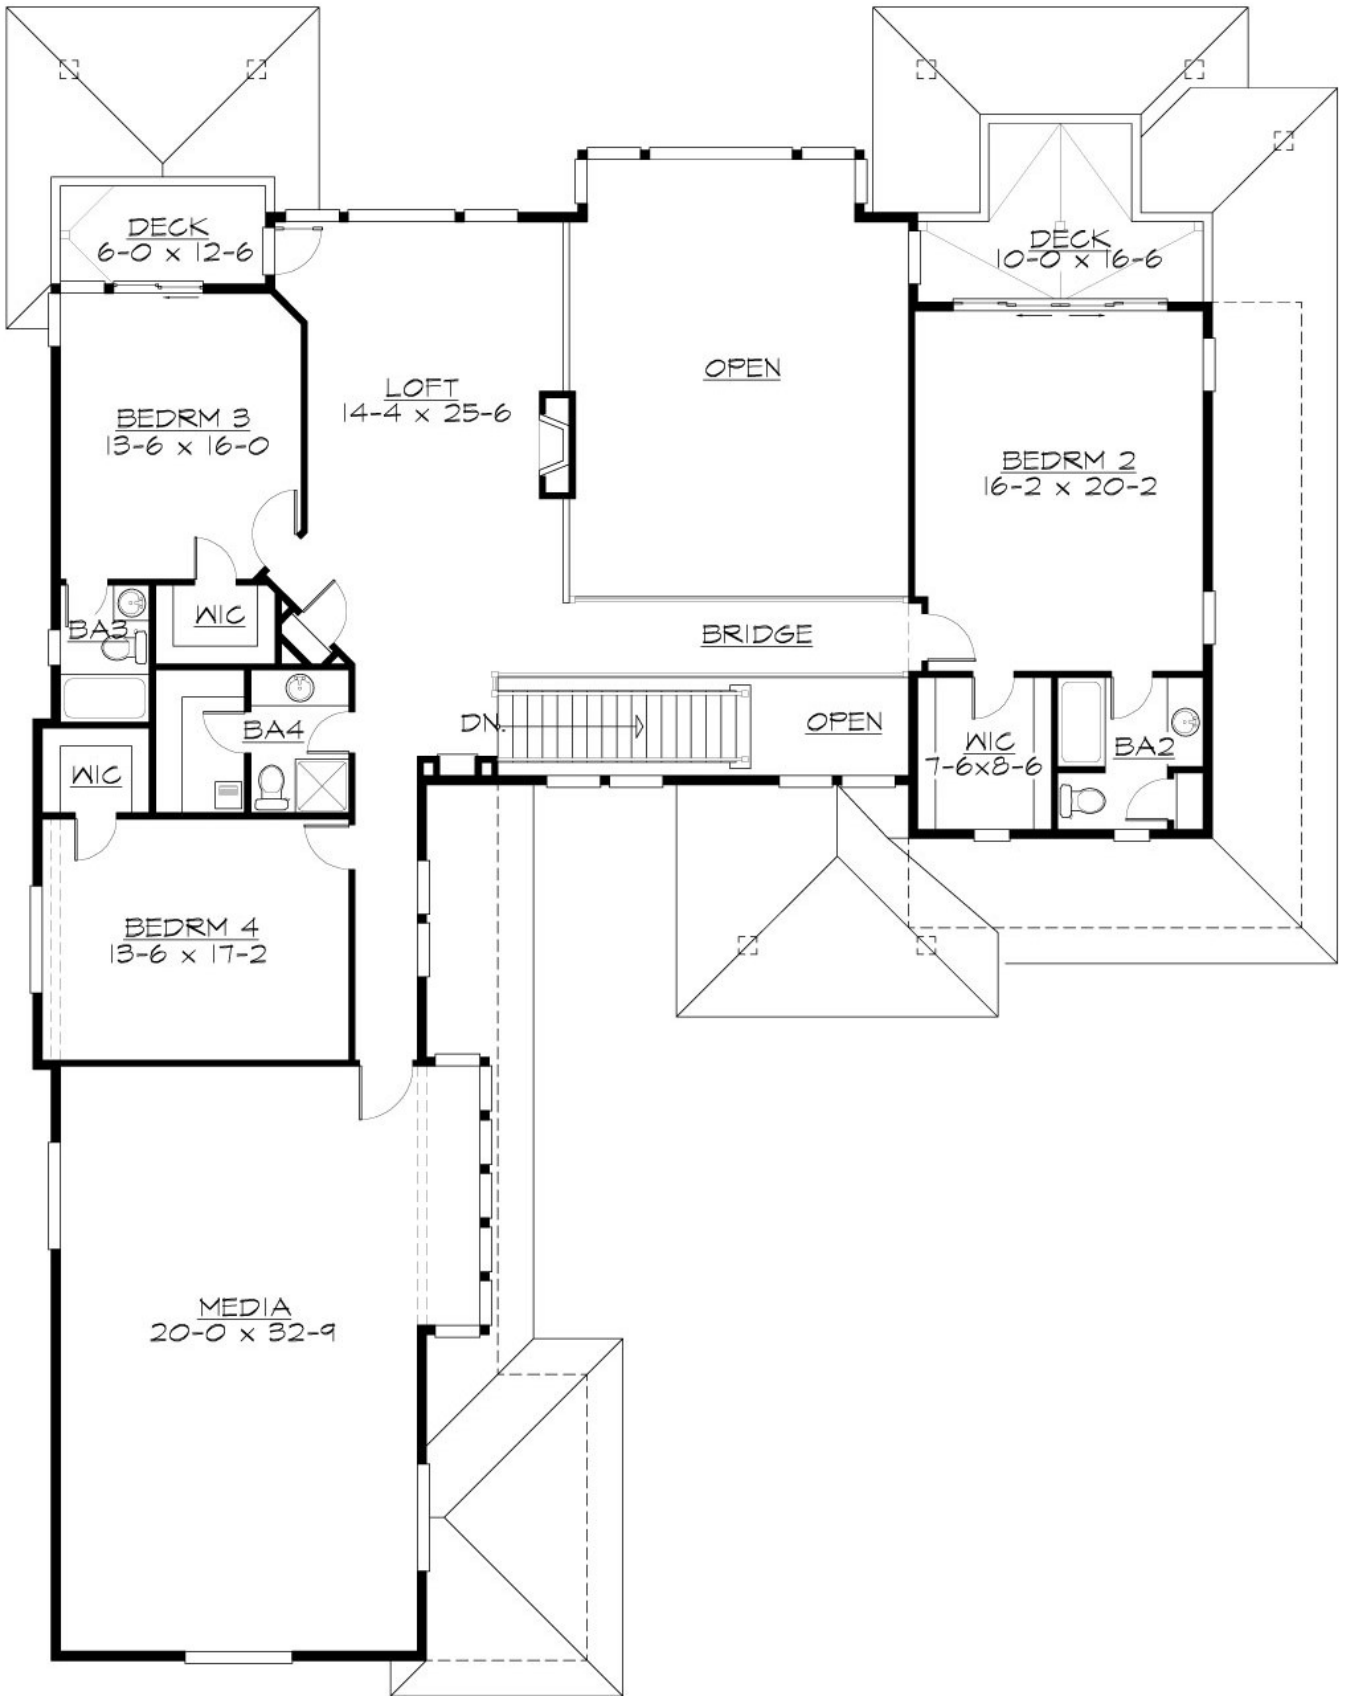 DECK
6-0 x 12-6
DECK
10-0 x 16-6
OPEN
LOFT
14-4 x 25-6
BEDRM 3
13-6 x 16-0
BEDRM 2
16-2 x 20-2
WIC
BA3
BRIDGE
DN.
OPEN
BA4
WIC
7-6x8-6
BA2
WIC
BEDRM 4
13-6 x 17-2
MEDIA
20-0 x 32-9